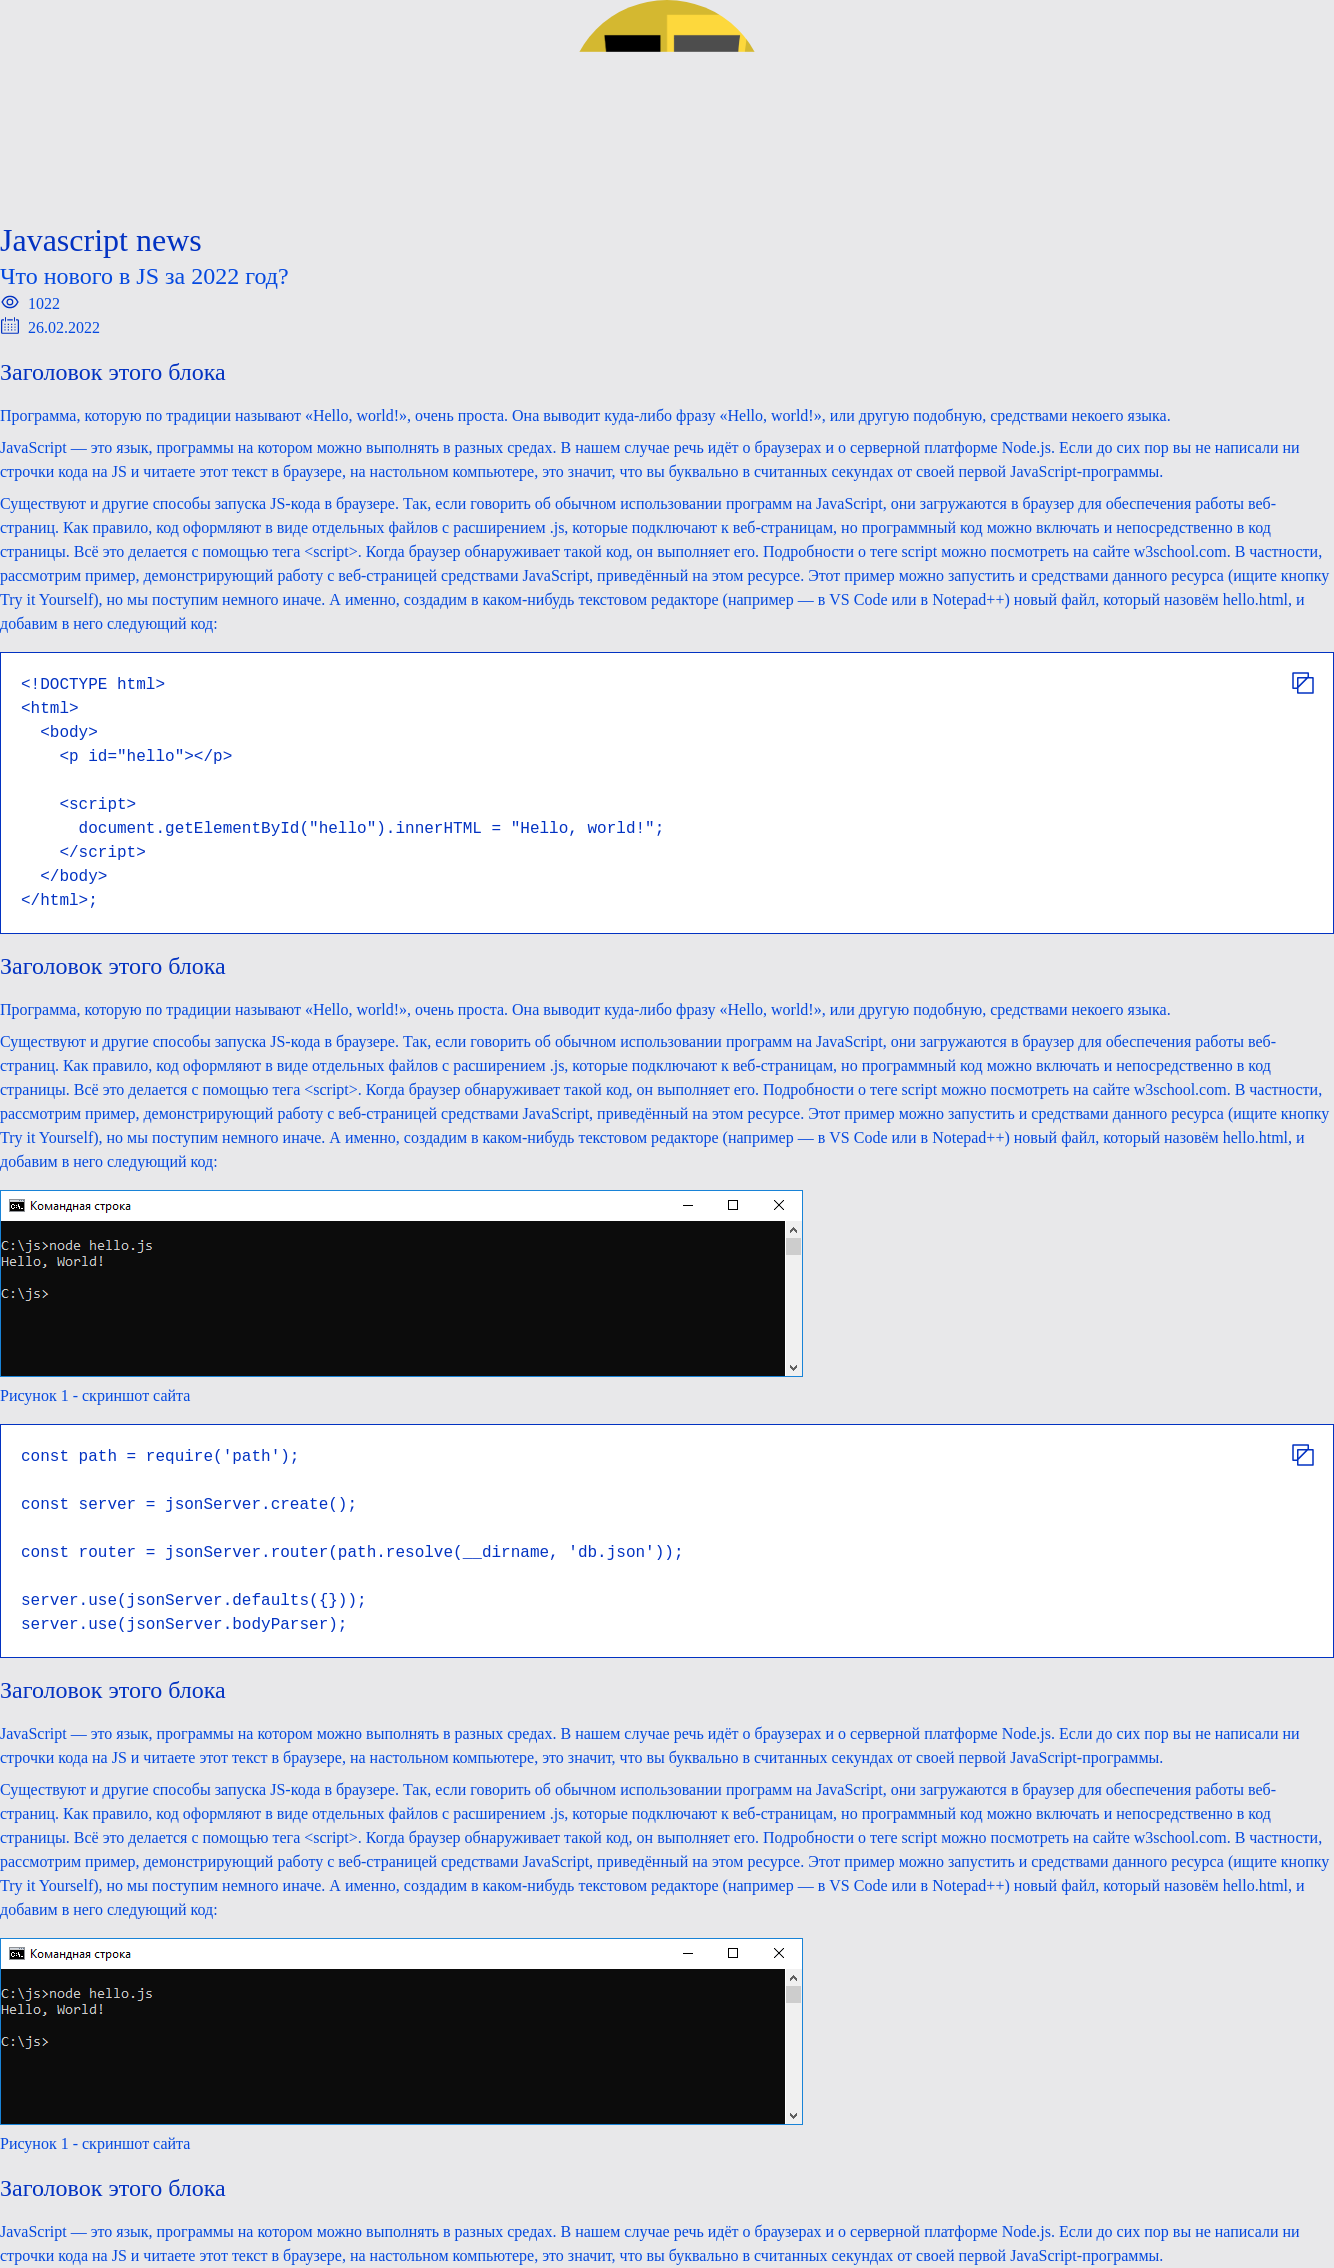 Javascript news
Что нового в JS за 2022 год?
1022
26.02.2022
Заголовок этого блока
Программа, которую по традиции называют «Hello, world!», очень проста. Она выводит куда-либо фразу «Hello, world!», или другую подобную, средствами некоего языка.
JavaScript — это язык, программы на котором можно выполнять в разных средах. В нашем случае речь идёт о браузерах и о серверной платформе Node.js. Если до сих пор вы не написали ни
строчки кода на JS и читаете этот текст в браузере, на настольном компьютере, это значит, что вы буквально в считанных секундах от своей первой JavaScript-программы.
Существуют и другие способы запуска JS-кода в браузере. Так, если говорить об обычном использовании программ на JavaScript, они загружаются в браузер для обеспечения работы веб-
страниц. Как правило, код оформляют в виде отдельных файлов с расширением .js, которые подключают к веб-страницам, но программный код можно включать и непосредственно в код
страницы. Всё это делается с помощью тега <script>. Когда браузер обнаруживает такой код, он выполняет его. Подробности о теге script можно посмотреть на сайте w3school.com. В частности,
рассмотрим пример, демонстрирующий работу с веб-страницей средствами JavaScript, приведённый на этом ресурсе. Этот пример можно запустить и средствами данного ресурса (ищите кнопку
Try it Yourself), но мы поступим немного иначе. А именно, создадим в каком-нибудь текстовом редакторе (например — в VS Code или в Notepad++) новый файл, который назовём hello.html, и
добавим в него следующий код:
<!DOCTYPE html>
<html>
  <body>
    <p id="hello"></p>

    <script>
      document.getElementById("hello").innerHTML = "Hello, world!";
    </script>
  </body>
</html>;
Заголовок этого блока
Программа, которую по традиции называют «Hello, world!», очень проста. Она выводит куда-либо фразу «Hello, world!», или другую подобную, средствами некоего языка.
Существуют и другие способы запуска JS-кода в браузере. Так, если говорить об обычном использовании программ на JavaScript, они загружаются в браузер для обеспечения работы веб-
страниц. Как правило, код оформляют в виде отдельных файлов с расширением .js, которые подключают к веб-страницам, но программный код можно включать и непосредственно в код
страницы. Всё это делается с помощью тега <script>. Когда браузер обнаруживает такой код, он выполняет его. Подробности о теге script можно посмотреть на сайте w3school.com. В частности,
рассмотрим пример, демонстрирующий работу с веб-страницей средствами JavaScript, приведённый на этом ресурсе. Этот пример можно запустить и средствами данного ресурса (ищите кнопку
Try it Yourself), но мы поступим немного иначе. А именно, создадим в каком-нибудь текстовом редакторе (например — в VS Code или в Notepad++) новый файл, который назовём hello.html, и
добавим в него следующий код:
Командная строка
C:\js>node hello.js
Hello, World!
C:\js>
Рисунок 1 - скриншот сайта
const path = require('path');

const server = jsonServer.create();

const router = jsonServer.router(path.resolve(__dirname, 'db.json'));

server.use(jsonServer.defaults({}));
server.use(jsonServer.bodyParser);
Заголовок этого блока
JavaScript — это язык, программы на котором можно выполнять в разных средах. В нашем случае речь идёт о браузерах и о серверной платформе Node.js. Если до сих пор вы не написали ни
строчки кода на JS и читаете этот текст в браузере, на настольном компьютере, это значит, что вы буквально в считанных секундах от своей первой JavaScript-программы.
Существуют и другие способы запуска JS-кода в браузере. Так, если говорить об обычном использовании программ на JavaScript, они загружаются в браузер для обеспечения работы веб-
страниц. Как правило, код оформляют в виде отдельных файлов с расширением .js, которые подключают к веб-страницам, но программный код можно включать и непосредственно в код
страницы. Всё это делается с помощью тега <script>. Когда браузер обнаруживает такой код, он выполняет его. Подробности о теге script можно посмотреть на сайте w3school.com. В частности,
рассмотрим пример, демонстрирующий работу с веб-страницей средствами JavaScript, приведённый на этом ресурсе. Этот пример можно запустить и средствами данного ресурса (ищите кнопку
Try it Yourself), но мы поступим немного иначе. А именно, создадим в каком-нибудь текстовом редакторе (например — в VS Code или в Notepad++) новый файл, который назовём hello.html, и
добавим в него следующий код:
Командная строка
C:\js>node hello.js
Hello, World!
C:\js>
Рисунок 1 - скриншот сайта
Заголовок этого блока
JavaScript — это язык, программы на котором можно выполнять в разных средах. В нашем случае речь идёт о браузерах и о серверной платформе Node.js. Если до сих пор вы не написали ни
строчки кода на JS и читаете этот текст в браузере, на настольном компьютере, это значит, что вы буквально в считанных секундах от своей первой JavaScript-программы.